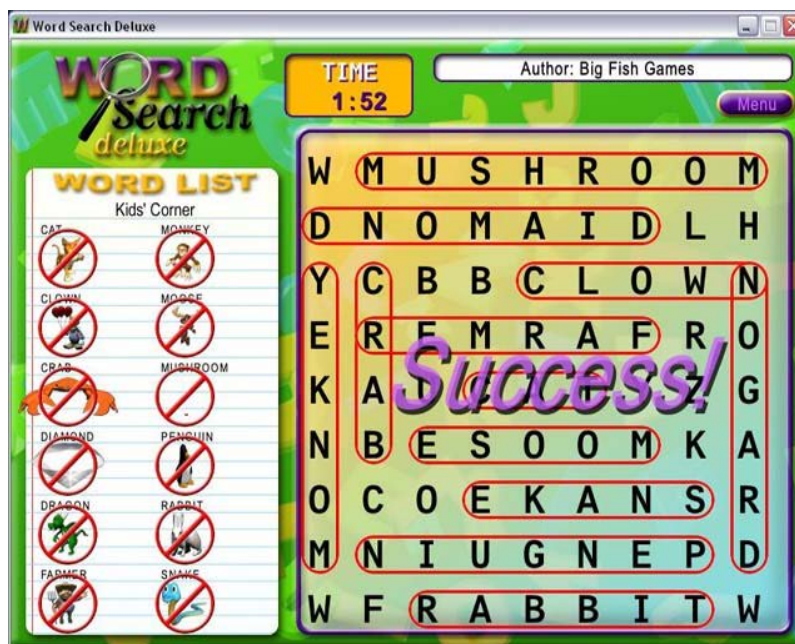 Word Search Deluxe
WORD
Search
deluxe
TIME
1:52
Author: Big Fish Games
Menu
WORD LIST
Kids' Corner
CAT MONKEY
CLOWN MOOSE
CRAB MUSHROOM
DIAMOND PENGUIN
DRAGON RABBIT
FARMER SNAKE
W M U S H R O O M
D N O M A I D L H
Y C B B C L O W N
E R E M R A F R O
K A C A T Z G
N B E S O O M K A
O C O E K A N S R
M N I U G N E P D
W F R A B B I T W
Success!